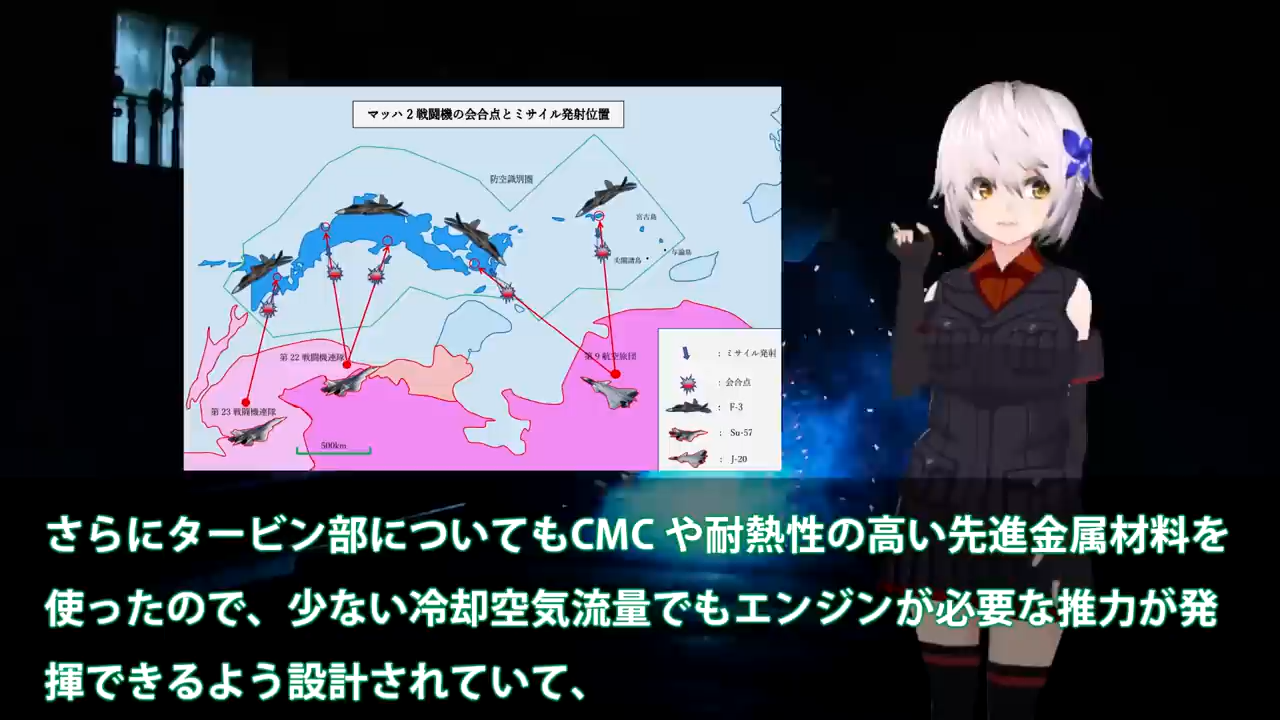 マッハ２戦闘機の会合点とミサイル発射位置
防空識別圏
宮古島
与論島
尖閣諸島
第 22 戦闘機連隊
第 9 航空旅団
第 23 戦闘機連隊
500km
：ミサイル発射
：会合点
： F-3
： Su-57
： J-20
さらにタービン部についてもCMC や耐熱性の高い先進金属材料を
使ったので、少ない冷却空気流量でもエンジンが必要な推力が発
揮できるよう設計されていて、